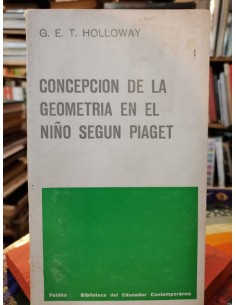 G. E. T. HOLLOWAY
CONCEPCION DE LA
GEOMETRIA EN EL
NIÑO SEGUN PIAGET
Paidós Biblioteca del Educador Contemporáneo